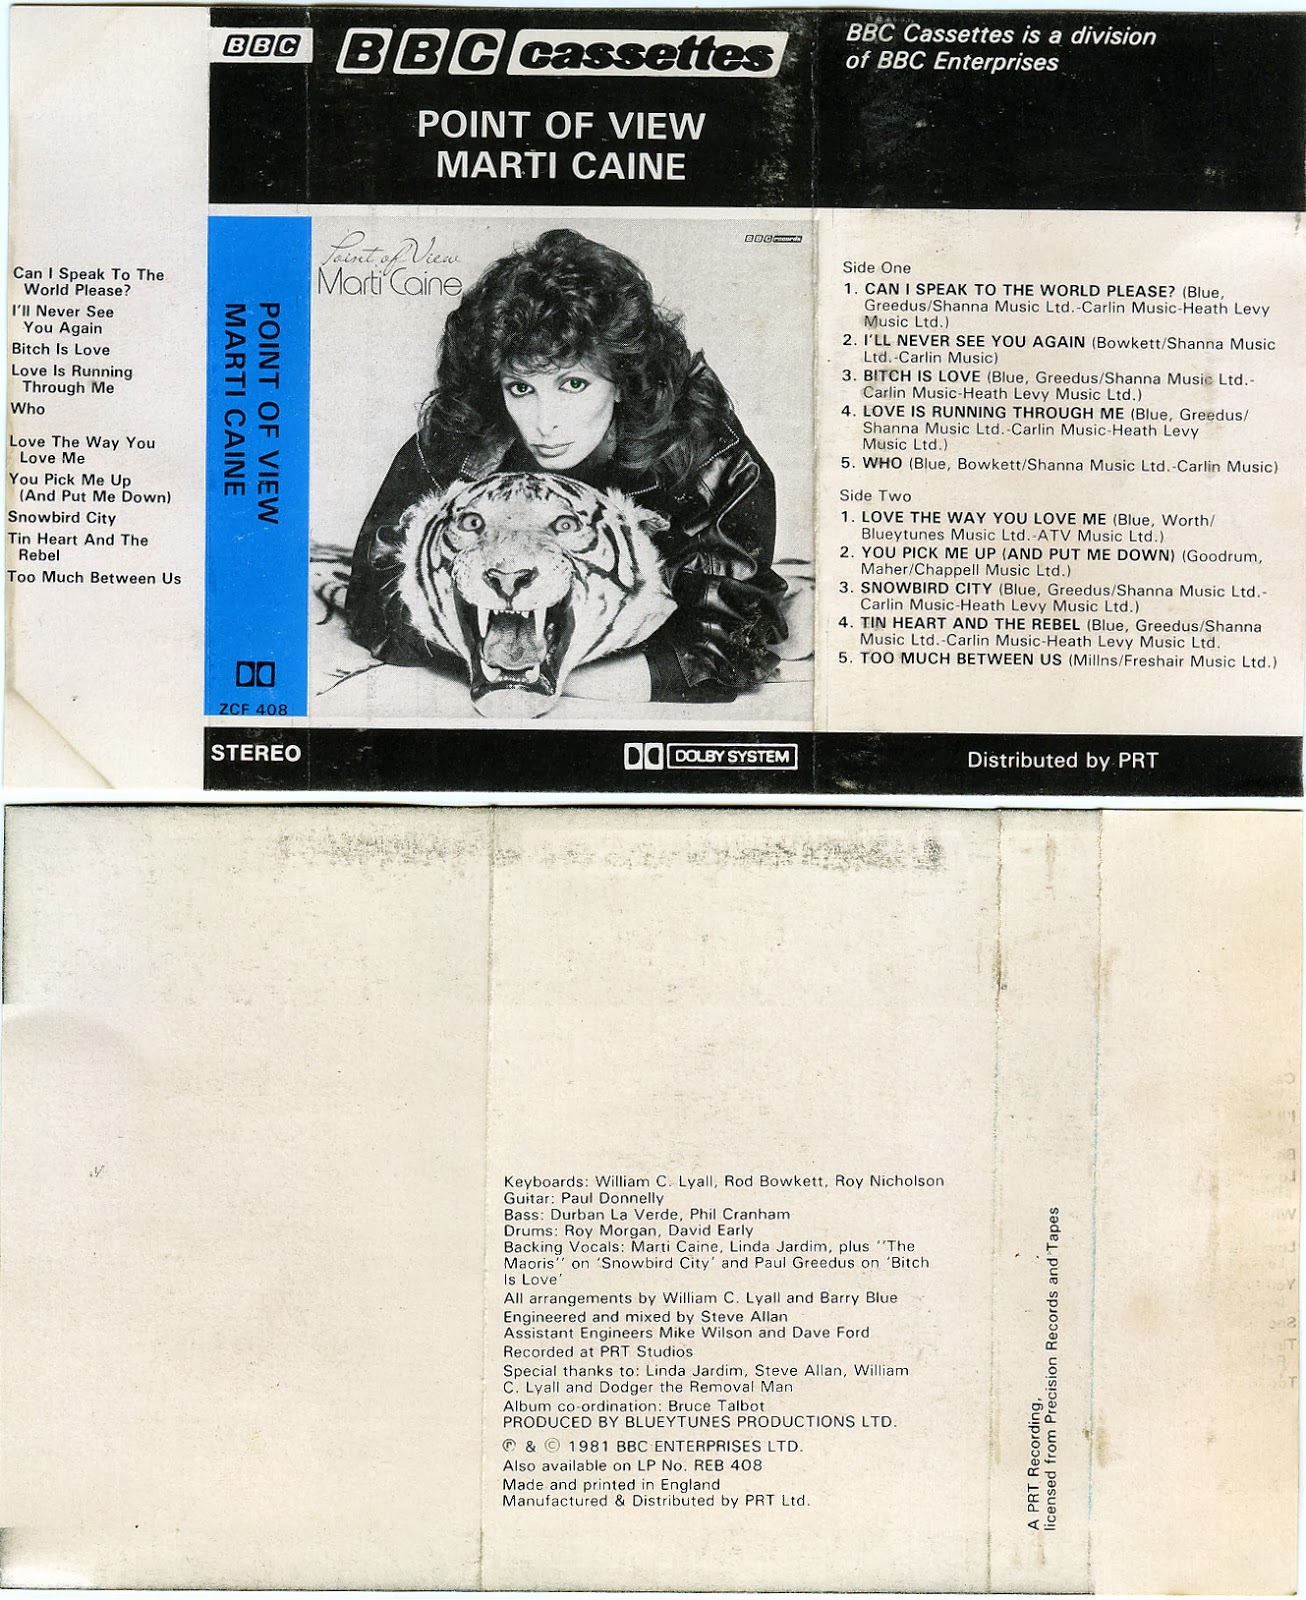 Can I Speak To The
World Please?
I'll Never See
You Again
Bitch Is Love
Love Is Running
Through Me
Who
Love The Way You
Love Me
You Pick Me Up
(And Put Me Down)
Snowbird City
Tin Heart And The
Rebel
Too Much Between Us
BBC
POINT OF VIEW
MARTI CAINE
ZCF 408
STEREO
BBC cassettes
POINT OF VIEW
MARTI CAINE
Point of View
Marti Caine
BBC records
DOLBY SYSTEM
BBC Cassettes is a division
of BBC Enterprises
Side One
1. CAN I SPEAK TO THE WORLD PLEASE? (Blue,
Greedus/Shanna Music Ltd.-Carlin Music-Heath Levy
Music Ltd.)
2. I'LL NEVER SEE YOU AGAIN (Bowkett/Shanna Music
Ltd.-Carlin Music)
3. BITCH IS LOVE (Blue, Greedus/Shanna Music Ltd.-
Carlin Music-Heath Levy Music Ltd.)
4. LOVE IS RUNNING THROUGH ME (Blue, Greedus/
Shanna Music Ltd.-Carlin Music-Heath Levy
Music Ltd.)
5. WHO (Blue, Bowkett/Shanna Music Ltd.-Carlin Music)
Side Two
1. LOVE THE WAY YOU LOVE ME (Blue, Worth/
Blueytunes Music Ltd.-ATV Music Ltd.)
2. YOU PICK ME UP (AND PUT ME DOWN) (Goodrum,
Maher/Chappell Music Ltd.)
3. SNOWBIRD CITY (Blue, Greedus/Shanna Music Ltd.-
Carlin Music-Heath Levy Music Ltd.)
4. TIN HEART AND THE REBEL (Blue, Greedus/Shanna
Music Ltd.-Carlin Music-Heath Levy Music Ltd.
5. TOO MUCH BETWEEN US (Millns/Freshair Music Ltd.)
Distributed by PRT
Keyboards: William C. Lyall, Rod Bowkett, Roy Nicholson
Guitar: Paul Donnelly
Bass: Durban La Verde, Phil Cranham
Drums: Roy Morgan, David Early
Backing Vocals: Marti Caine, Linda Jardim, plus ''The
Maoris'' on 'Snowbird City' and Paul Greedus on 'Bitch
Is Love'
All arrangements by William C. Lyall and Barry Blue
Engineered and mixed by Steve Allan
Assistant Engineers Mike Wilson and Dave Ford
Recorded at PRT Studios
Special thanks to: Linda Jardim, Steve Allan, William
C. Lyall and Dodger the Removal Man
Album co-ordination: Bruce Talbot
PRODUCED BY BLUEYTUNES PRODUCTIONS LTD.
℗ & © 1981 BBC ENTERPRISES LTD.
Also available on LP No. REB 408
Made and printed in England
Manufactured & Distributed by PRT Ltd.
A PRT Recording,
licensed from Precision Records and Tapes